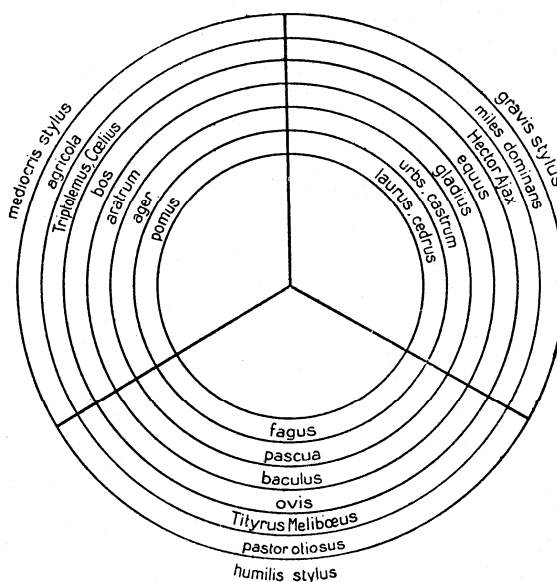 mediocris stylus
agricola
Triptolemus Cœlius
bos
aratrum
ager
pomus
gravis stylus
miles dominans
Hector Ajax
equus
gladius
urbs. castrum
laurus. cedrus
fagus
pascua
baculus
ovis
Tityrus Melibœus
pastor otiosus
humilis stylus